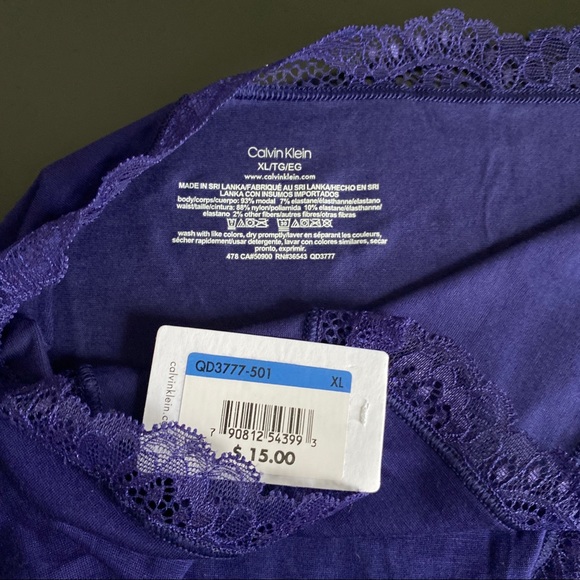 Calvin Klein
XL/TG/EG
www.calvinklein.com
MADE IN SRI LANKA/FABRIQUÉ AU SRI LANKA/HECHO EN SRI
LANKA CON INSUMOS IMPORTADOS
body/corps/cuerpo: 93% modal 7% elastane/élasthanne/elastano
waist/taille/cintura: 88% nylon/poliamida 10% elastane/élasthanne/
elastano 2% other fibers/autres fibres/otras fibras
wash with like colors, dry promptly/laver en séparant les couleurs,
sécher rapidement/usar detergente, lavar con colores similares, secar
pronto, exprimir.
478 CA#50900 RN#36543 QD3777
calvinklein.c
QD3777-501
XL
7 90812 54399 3
$ 15.00